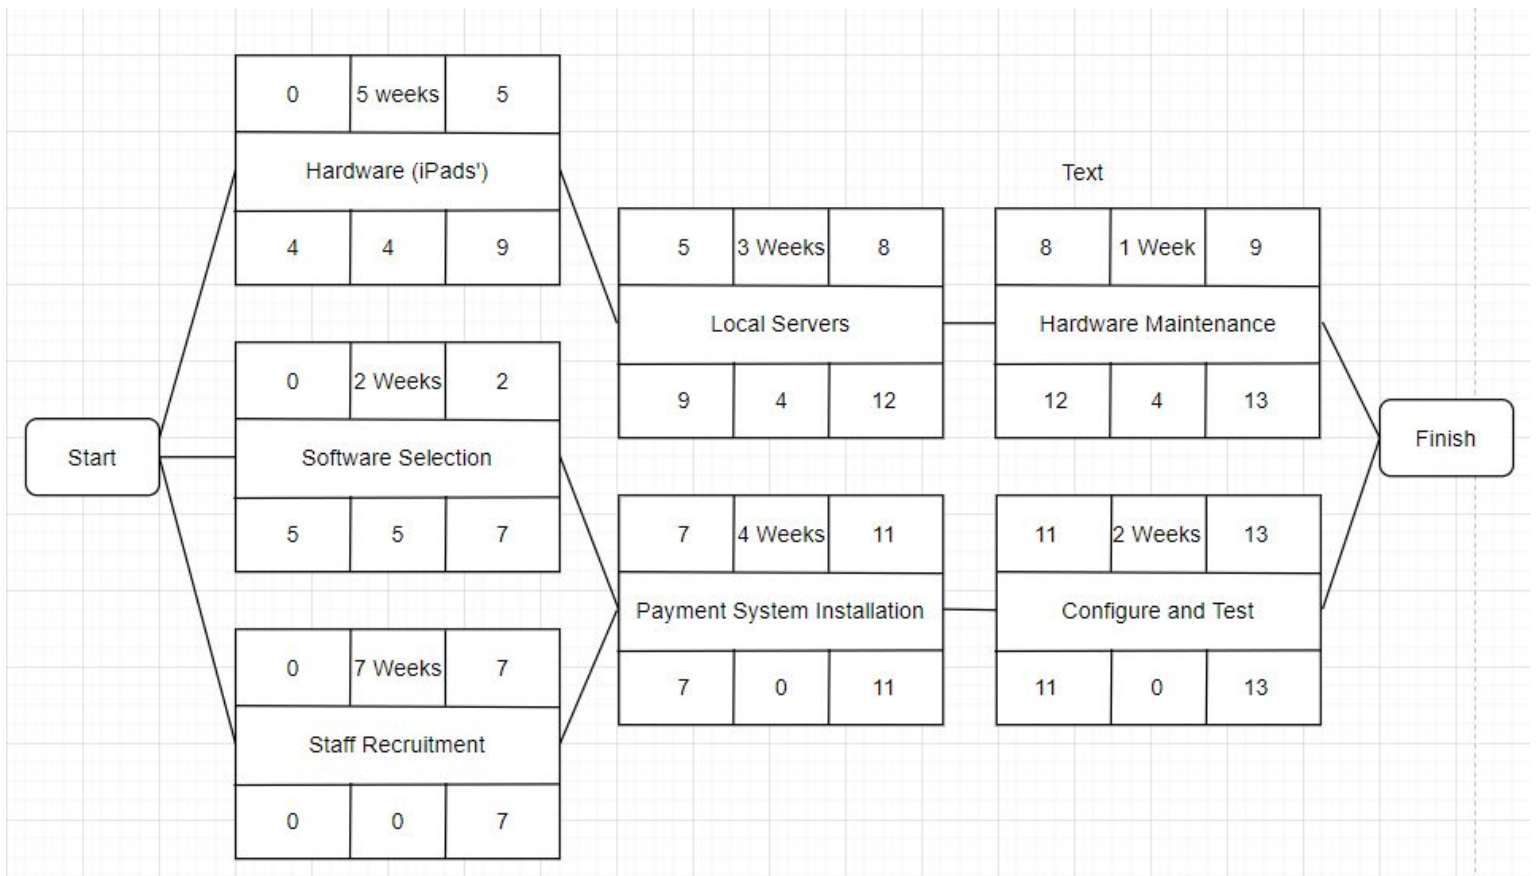 0 5 weeks 5
Hardware (iPads')
4 4 9
Text
5 3 Weeks 8
Local Servers
9 4 12
8 1 Week 9
Hardware Maintenance
12 4 13
0 2 Weeks 2
Software Selection
5 5 7
Start
Finish
7 4 Weeks 11
Payment System Installation
7 0 11
11 2 Weeks 13
Configure and Test
11 0 13
0 7 Weeks 7
Staff Recruitment
0 0 7